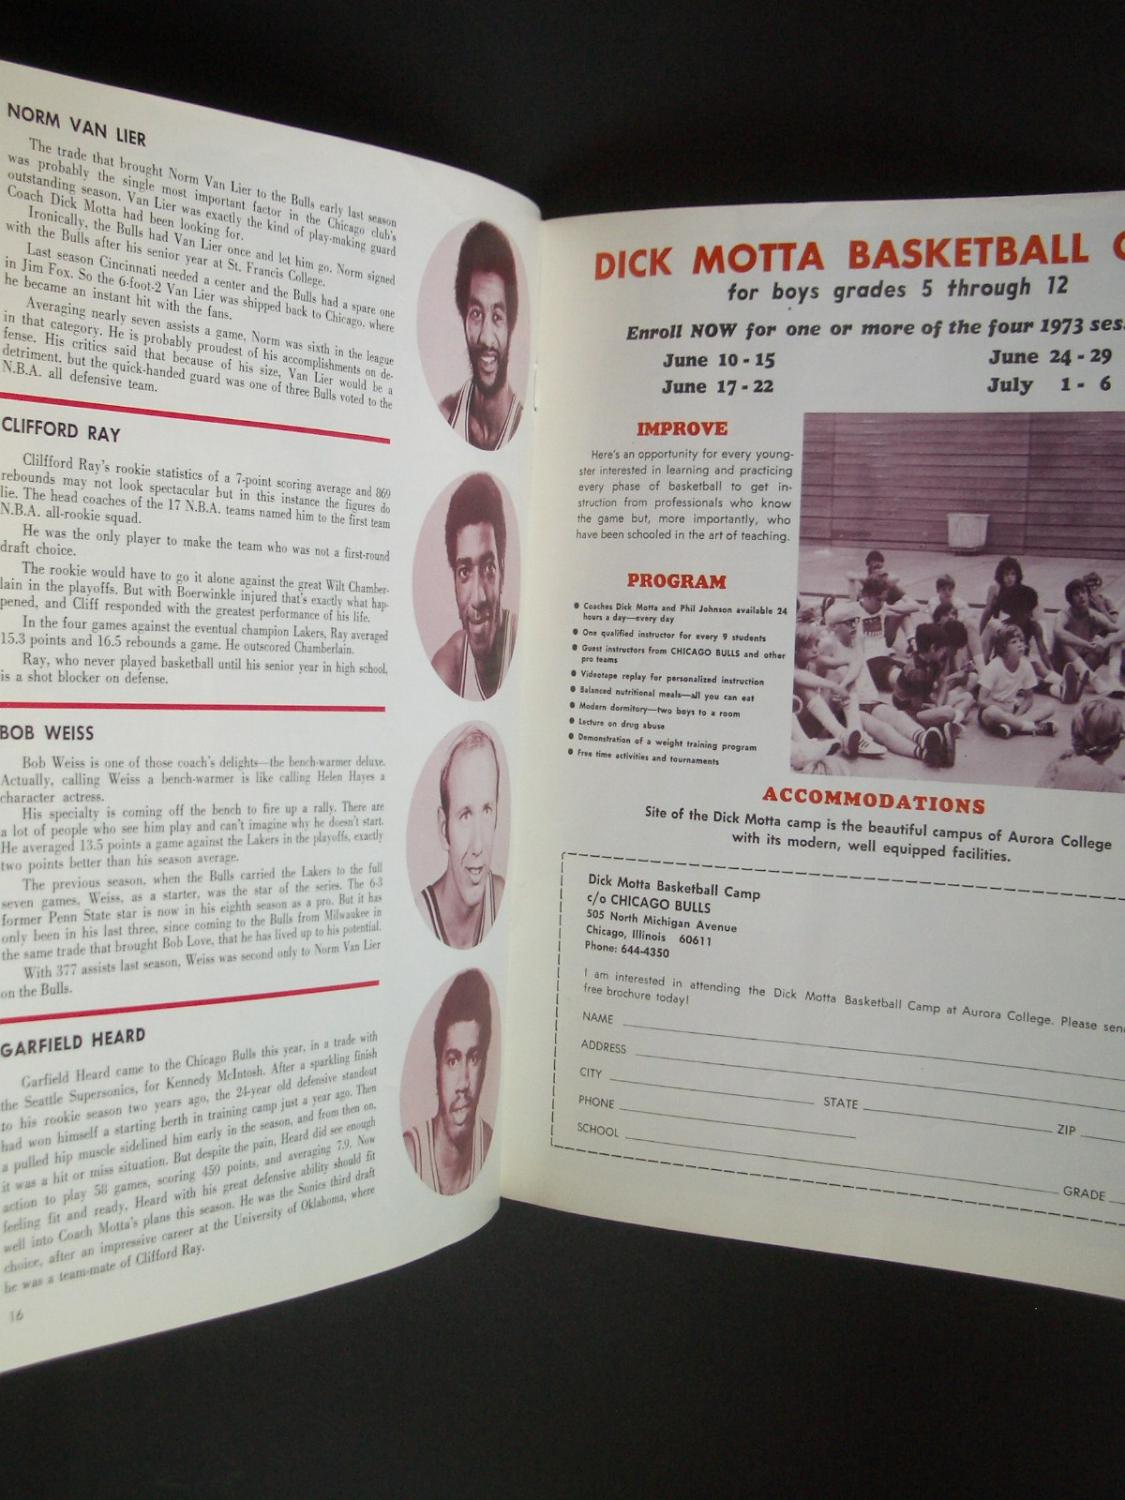 NORM VAN LIER
The trade that brought Norm Van Lier to the Bulls early last season
was probably the single most important factor in the Chicago club's
outstanding season. Van Lier was exactly the kind of play-making guard
Coach Dick Motta had been looking for.
Ironically, the Bulls had Van Lier once and let him go. Norm signed
with the Bulls after his senior year at St. Francis College.
Last season Cincinnati needed a center and the Bulls had a spare one
in Jim Fox. So the 6-foot-2 Van Lier was shipped back to Chicago, where
he became an instant hit with the fans.
Averaging nearly seven assists a game, Norm was sixth in the league
in that category. He is probably proudest of his accomplishments on de-
fense. His critics said that because of his size, Van Lier would be a
detriment, but the quick-handed guard was one of three Bulls voted to the
N.B.A. all defensive team.
CLIFFORD RAY
Clilfford Ray's rookie statistics of a 7-point scoring average and 869
rebounds may not look spectacular but in this instance the figures do
lie. The head coaches of the 17 N.B.A. teams named him to the first team
N.B.A. all-rookie squad.
He was the only player to make the team who was not a first-round
draft choice.
The rookie would have to go it alone against the great Wilt Chamber-
lain in the playoffs. But with Boerwinkle injured that's exactly what hap-
pened, and Cliff responded with the greatest performance of his life.
In the four games against the eventual champion Lakers, Ray averaged
15.3 points and 16.5 rebounds a game. He outscored Chamberlain.
Ray, who never played basketball until his senior year in high school,
is a shot blocker on defense.
BOB WEISS
Bob Weiss is one of those coach's delights—the bench-warmer deluxe.
Actually, calling Weiss a bench-warmer is like calling Helen Hayes a
character actress.
His specialty is coming off the bench to fire up a rally. There are
a lot of people who see him play and can't imagine why he doesn't start.
He averaged 13.5 points a game against the Lakers in the playoffs, exactly
two points better than his season average.
The previous season, when the Bulls carried the Lakers to the full
seven games, Weiss, as a starter, was the star of the series. The 6-3
former Penn State star is now in his eighth season as a pro. But it has
only been in his last three, since coming to the Bulls from Milwaukee in
the same trade that brought Bob Love, that he has lived up to his potential.
With 377 assists last season, Weiss was second only to Norm Van Lier
on the Bulls.
GARFIELD HEARD
Garfield Heard came to the Chicago Bulls this year, in a trade with
the Seattle Supersonics, for Kennedy McIntosh. After a sparkling finish
to his rookie season two years ago, the 24-year old defensive standout
had won himself a starting berth in training camp just a year ago. Then
a pulled hip muscle sidelined him early in the season, and from then on,
it was a hit or miss situation. But despite the pain, Heard did see enough
action to play 58 games, scoring 459 points, and averaging 7.9. Now
feeling fit and ready, Heard with his great defensive ability should fit
well into Coach Motta's plans this season. He was the Sonics third draft
choice, after an impressive career at the University of Oklahoma, where
he was a team-mate of Clifford Ray.
16
DICK MOTTA BASKETBALL C
for boys grades 5 through 12
Enroll NOW for one or more of the four 1973 ses
June 10 - 15 June 24 - 29
June 17 - 22 July 1 - 6
IMPROVE
Here's an opportunity for every young-
ster interested in learning and practicing
every phase of basketball to get in-
struction from professionals who know
the game but, more importantly, who
have been schooled in the art of teaching.
PROGRAM
● Coaches Dick Motta and Phil Johnson available 24
hours a day—every day
● One qualified instructor for every 9 students
● Guest instructors from CHICAGO BULLS and other
pro teams
● Videotape replay for personalized instruction
● Balanced nutritional meals—all you can eat
● Modern dormitory—two boys to a room
● Lecture on drug abuse
● Demonstration of a weight training program
● Free time activities and tournaments
ACCOMMODATIONS
Site of the Dick Motta camp is the beautiful campus of Aurora College
with its modern, well equipped facilities.
Dick Motta Basketball Camp
c/o CHICAGO BULLS
505 North Michigan Avenue
Chicago, Illinois 60611
Phone: 644-4350
I am interested in attending the Dick Motta Basketball Camp at Aurora College. Please sen
free brochure today!
NAME
ADDRESS
CITY STATE ZIP
PHONE
SCHOOL GRADE